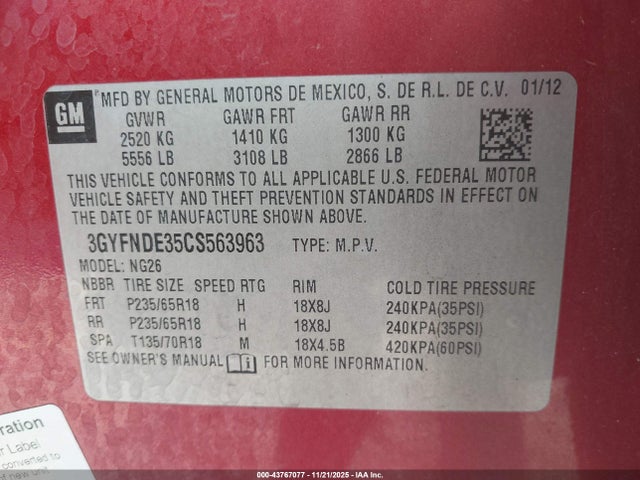 GM
MFD BY GENERAL MOTORS DE MEXICO, S. DE R.L. DE C.V. 01/12
GVWR GAWR FRT GAWR RR
2520 KG 1410 KG 1300 KG
5556 LB 3108 LB 2866 LB
THIS VEHICLE CONFORMS TO ALL APPLICABLE U.S. FEDERAL MOTOR
VEHICLE SAFETY AND THEFT PREVENTION STANDARDS IN EFFECT ON
THE DATE OF MANUFACTURE SHOWN ABOVE.
3GYFNDE35CS563963 TYPE: M.P.V.
MODEL: NG26
NBBR TIRE SIZE SPEED RTG RIM COLD TIRE PRESSURE
FRT P235/65R18 H 18X8J 240KPA(35PSI)
RR P235/65R18 H 18X8J 240KPA(35PSI)
SPA T135/70R18 M 18X4.5B 420KPA(60PSI)
SEE OWNER'S MANUAL FOR MORE INFORMATION.
Label
converted to
of new
000-43767077 - 11/21/2025 - IAA Inc.